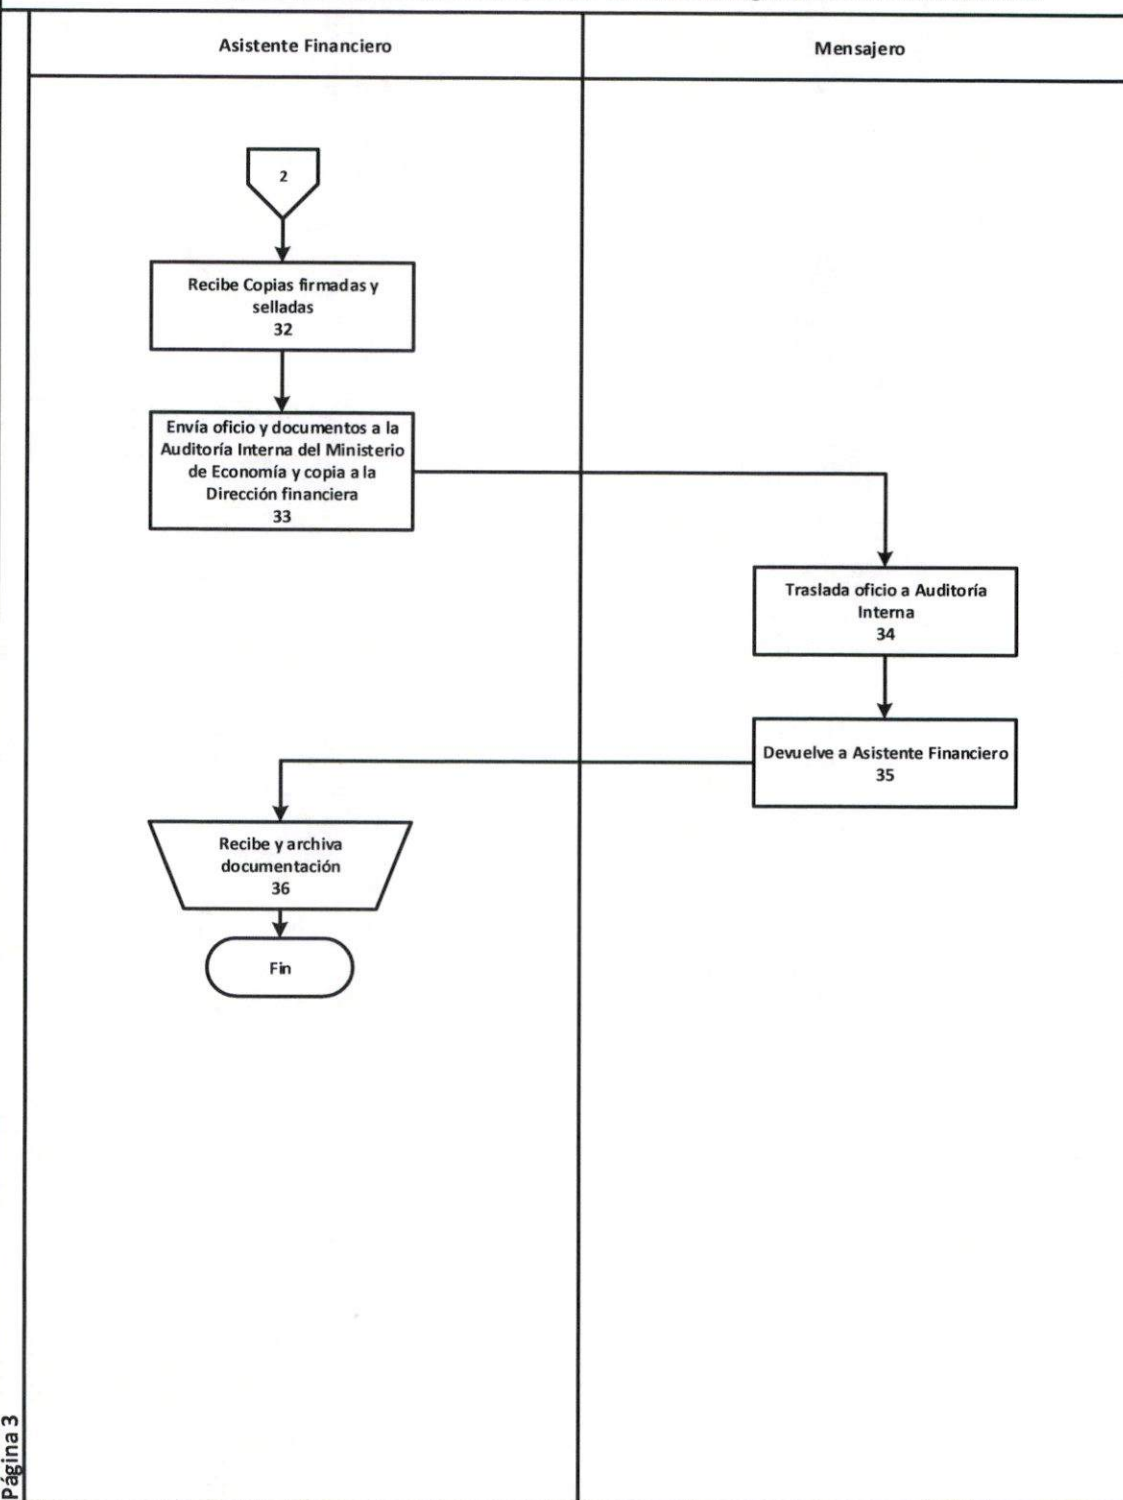 Asistente Financiero
Mensajero
2
Recibe Copias firmadas y
selladas
32
Envía oficio y documentos a la
Auditoría Interna del Ministerio
de Economía y copia a la
Dirección financiera
33
Traslada oficio a Auditoría
Interna
34
Devuelve a Asistente Financiero
35
Recibe y archiva
documentación
36
Fin
Página 3